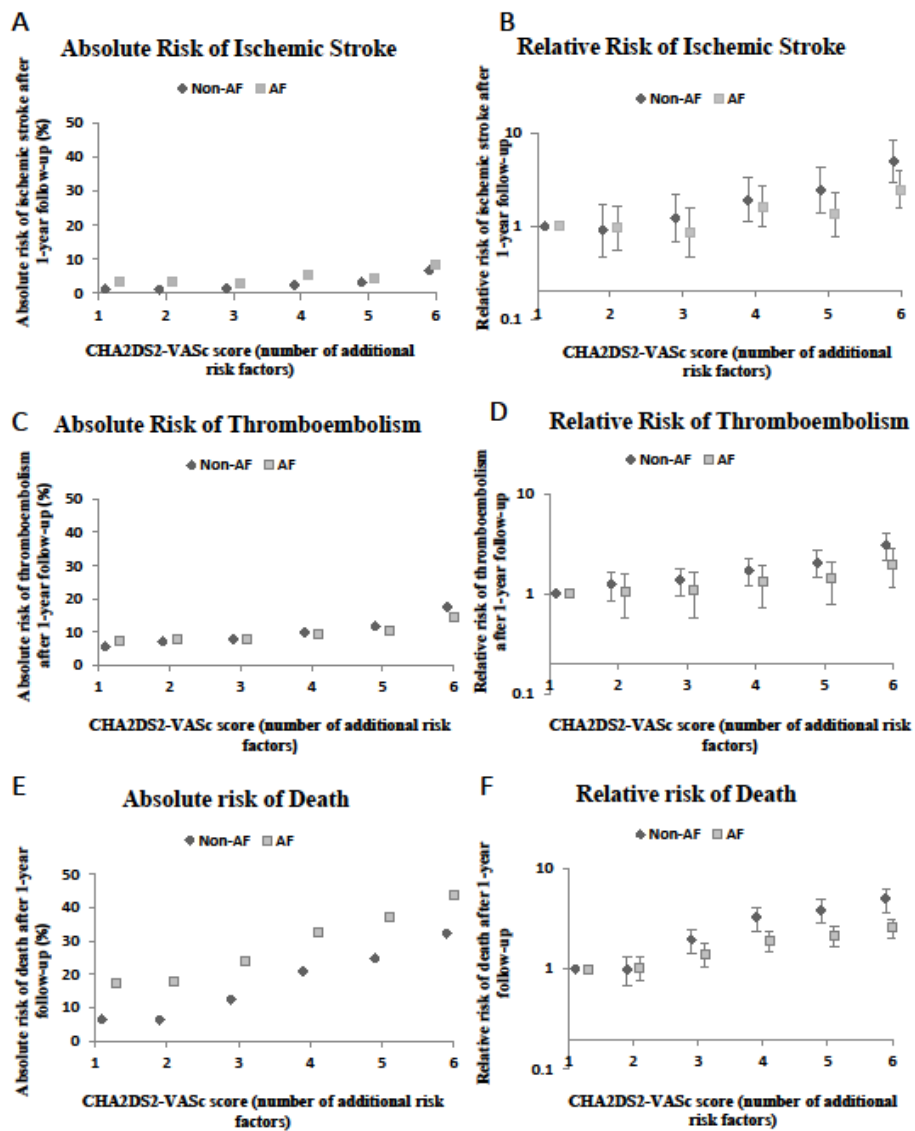 A
Absolute Risk of Ischemic Stroke
Non-AF AF
Absolute risk of ischemic stroke after
1-year follow-up (%)
50
40
30
20
10
0
1 2 3 4 5 6
CHA2DS2-VASc score (number of additional
risk factors)
B
Relative Risk of Ischemic Stroke
Non-AF AF
Relative risk of ischemic stroke after
1-year follow-up
10
1
0.1
1 2 3 4 5 6
CHA2DS2-VASc score (number of additional
risk factors)
C
Absolute Risk of Thromboembolism
Non-AF AF
Absolute risk of thromboembolism
after 1-year follow-up (%)
50
40
30
20
10
0
1 2 3 4 5 6
CHA2DS2-VASc score (number of additional risk
factors)
D
Relative Risk of Thromboembolism
Non-AF AF
Relative risk of thromboembolism
after 1-year follow-up
10
1
0.1
1 2 3 4 5 6
CHA2DS2-VASc score (number of additional risk
factors)
E
Absolute risk of Death
Non-AF AF
Absolute risk of death after 1-year
follow-up (%)
50
40
30
20
10
0
1 2 3 4 5 6
CHA2DS2-VASc score (number of additional risk
factors)
F
Relative risk of Death
Non-AF AF
Relative risk of death after 1-year
follow-up
10
1
0.1
1 2 3 4 5 6
CHA2DS2-VASc score (number of additional
risk factors)